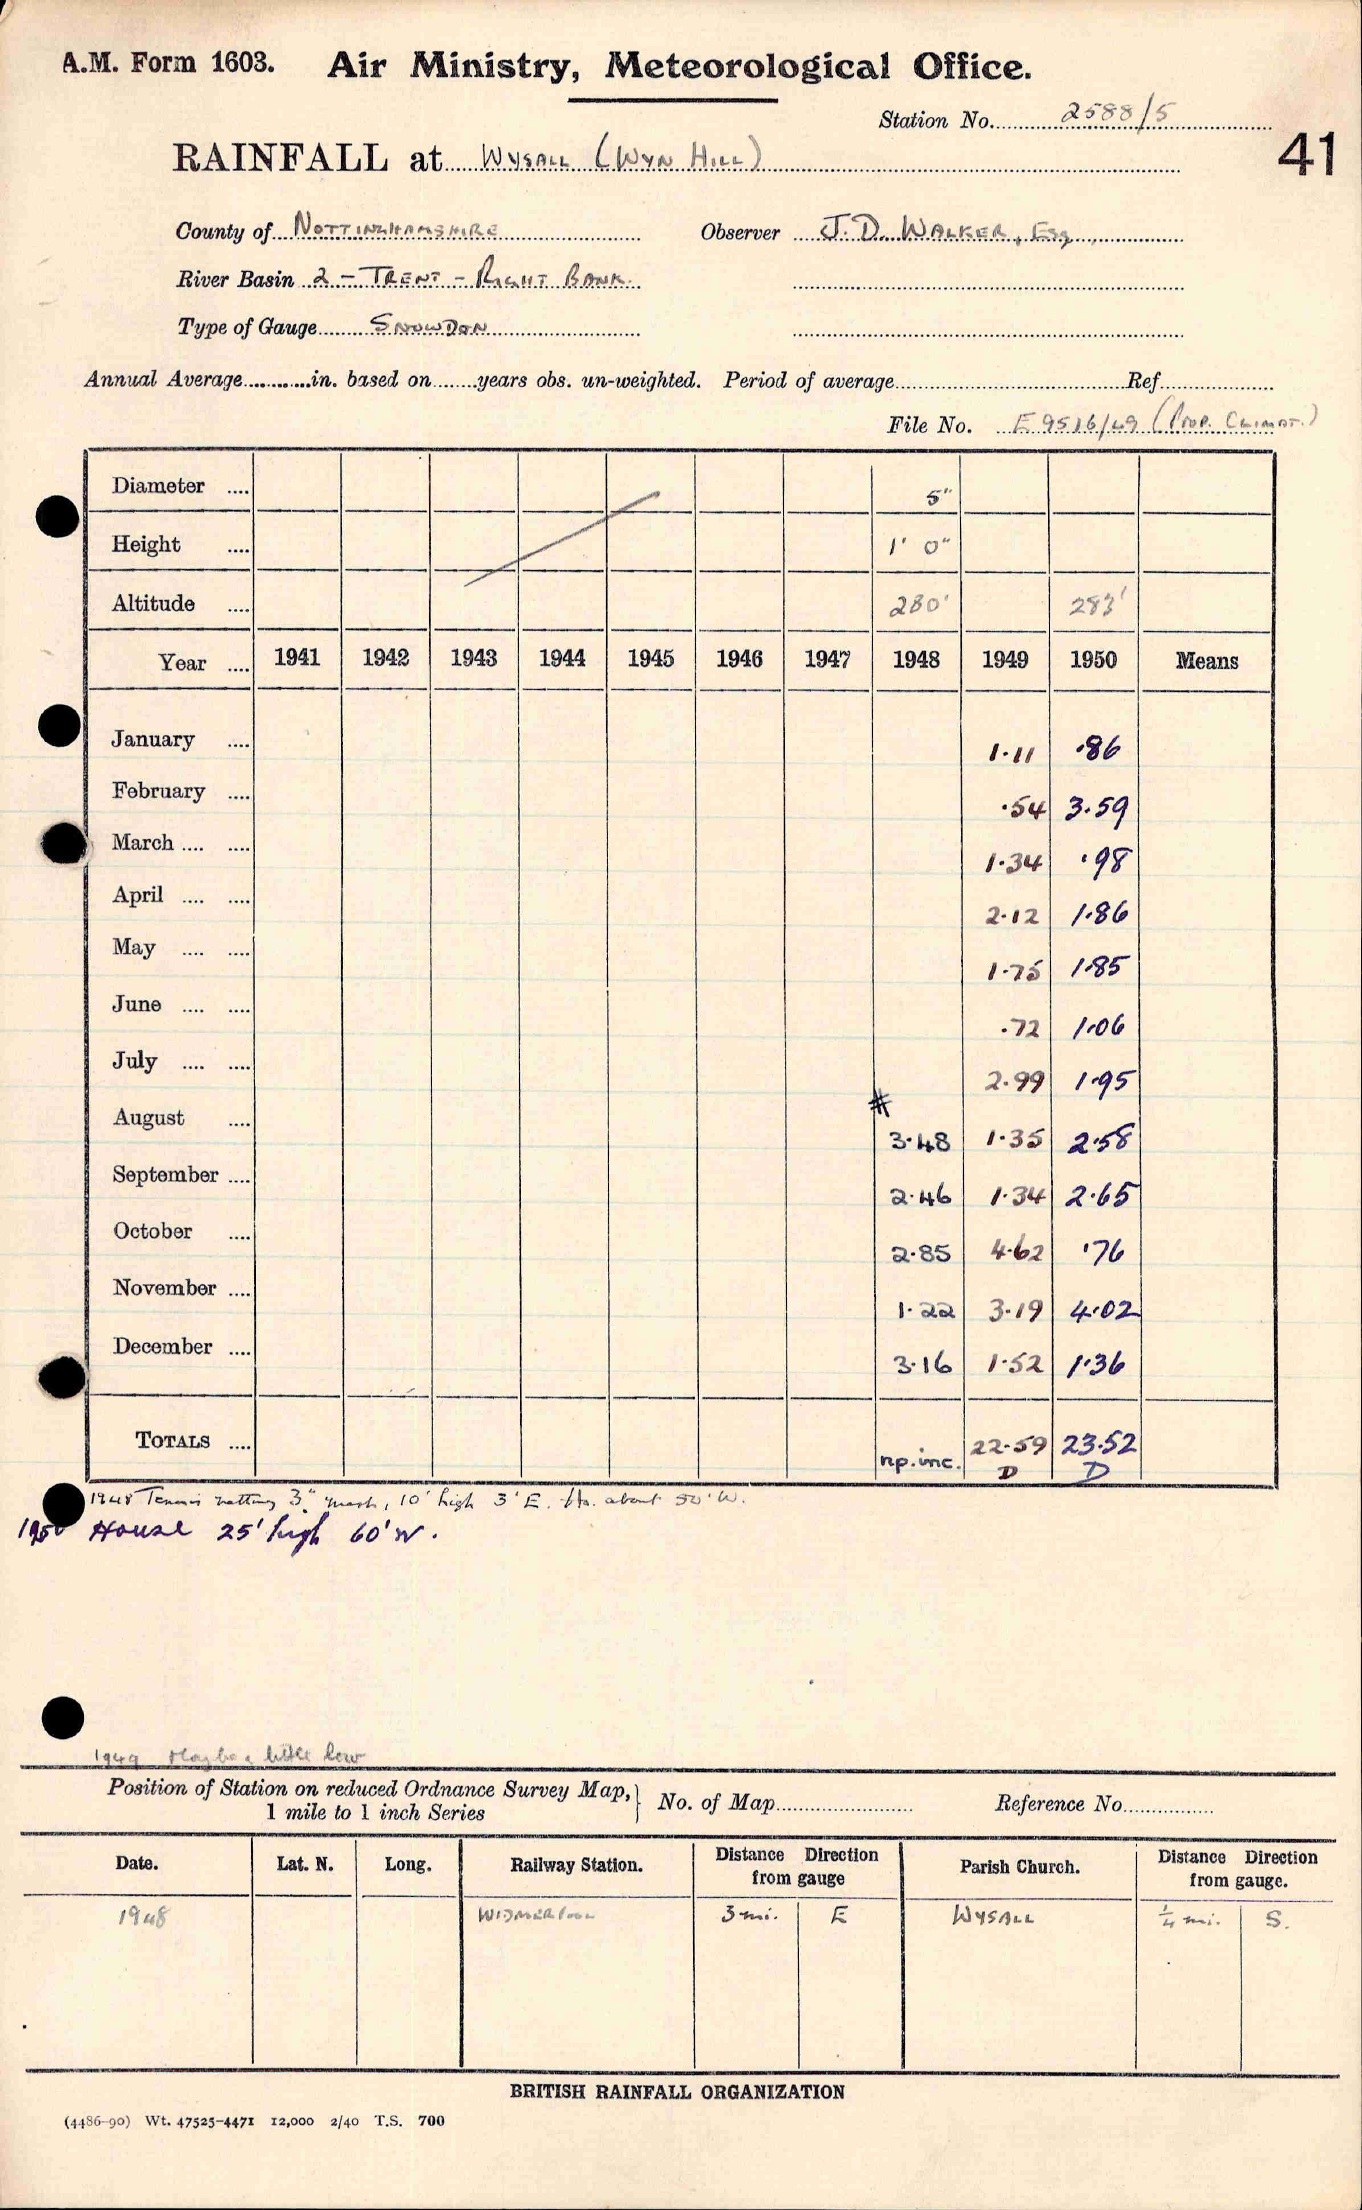 A.M. Form 1603. Air Ministry, Meteorological Office.
Station No. 2588/5
41
RAINFALL at Wysall (Wyn Hill)
County of Nottinghamshire Observer J. D. Walker, Esq.
River Basin 2 - Trent - Right Bank.
Type of Gauge Snowdon
Annual Average............in. based on........years obs. un-weighted. Period of average........Ref........
File No. E 9516/49 (Prop. Climat.)
Diameter .... 5"
Height .... 1' 0"
Altitude .... 280' 283'
Year .... 1941 1942 1943 1944 1945 1946 1947 1948 1949 1950 Means
January .... 1.11 .86
February .... .54 3.59
March .... .... 1.34 .98
April .... .... 2.12 1.86
May .... .... 1.75 1.85
June .... .... .72 1.06
July .... .... 2.99 1.95
#
August .... 3.48 1.35 2.58
September .... 2.46 1.34 2.65
October .... 2.85 4.62 .76
November .... 1.22 3.19 4.02
December .... 3.16 1.52 1.36
Totals .... np.inc. 22.59 23.52
D D
1948 Tennis netting 3" mesh, 10' high 3' E. Ho. about 50' W.
1950 House 25' high 60' W.
1949 Maybe a little low
Position of Station on reduced Ordnance Survey Map, 1 mile to 1 inch Series } No. of Map........ Reference No........
Date. Lat. N. Long. Railway Station. Distance Direction from gauge Parish Church. Distance Direction from gauge.
1948 Widmerpool 3 mi. E Wysall ¼ mi. S.
BRITISH RAINFALL ORGANIZATION
(4486-90) Wt. 47525-4471 12,000 2/40 T.S. 700